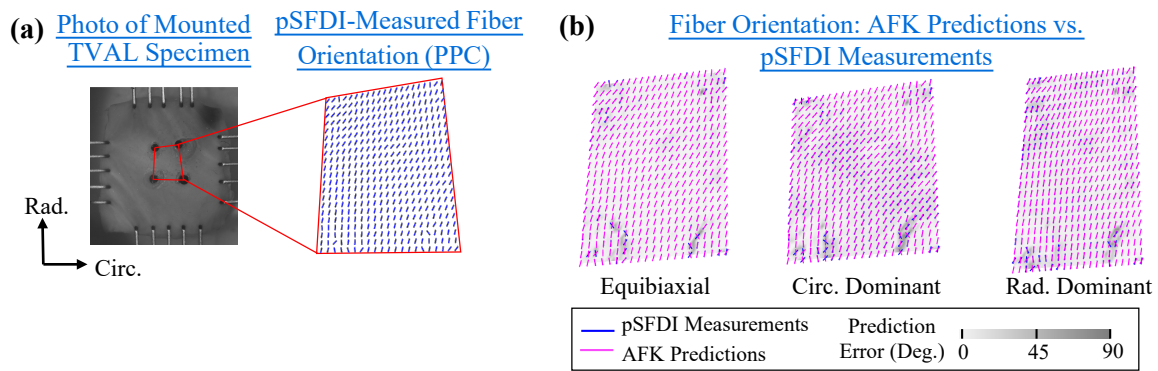 (a)
Photo of Mounted
TVAL Specimen
pSFDI-Measured Fiber
Orientation (PPC)
Rad.
Circ.
(b)
Fiber Orientation: AFK Predictions vs.
pSFDI Measurements
Equibiaxial
Circ. Dominant
Rad. Dominant
pSFDI Measurements
AFK Predictions
Prediction
Error (Deg.)
0 45 90